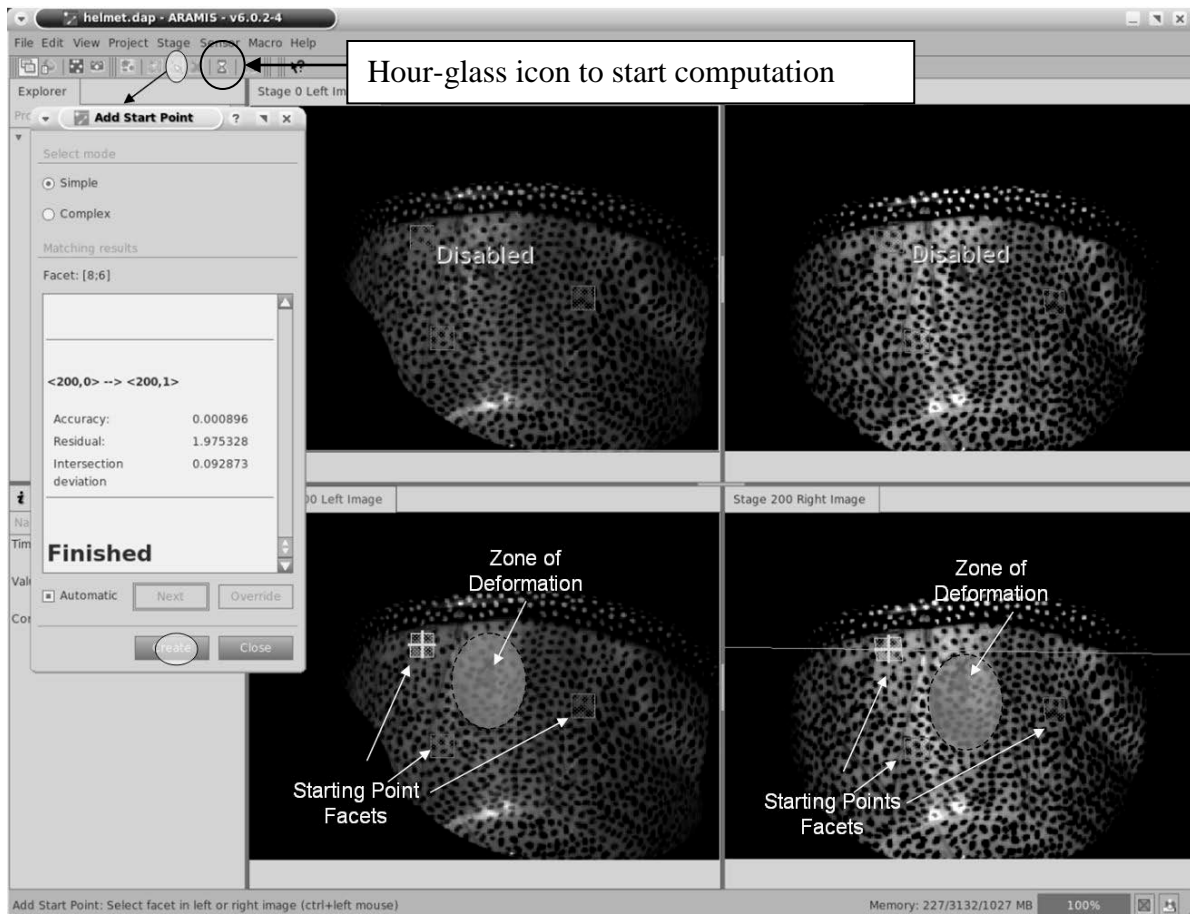 helmet.dap - ARAMIS - v6.0.2-4
File Edit View Project Stage Sensor Macro Help
Hour-glass icon to start computation
Explorer
Stage 0 Left Im
Add Start Point
?
Select mode
Simple
Complex
Matching results
Facet: [8;6]
<200,0> --> <200,1>
Accuracy: 0.000896
Residual: 1.975328
Intersection deviation 0.092873
Finished
Automatic
Next
Override
Create
Close
Disabled
Disabled
00 Left Image
Stage 200 Right Image
Zone of
Deformation
Starting Point
Facets
Zone of
Deformation
Starting Points
Facets
Add Start Point: Select facet in left or right image (ctrl+left mouse)
Memory: 227/3132/1027 MB
100%